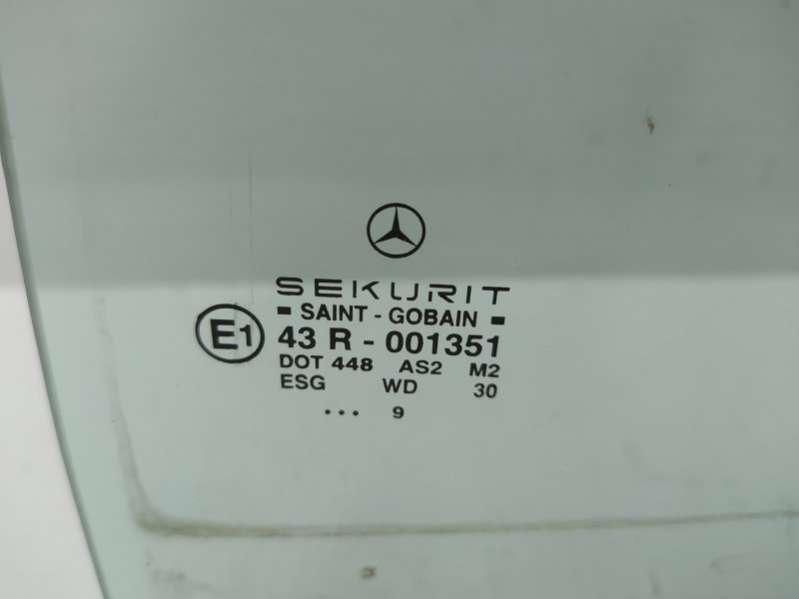 SEKURIT
SAINT - GOBAIN
E1 43 R - 001351
DOT 448 AS2 M2
ESG WD 30
... 9